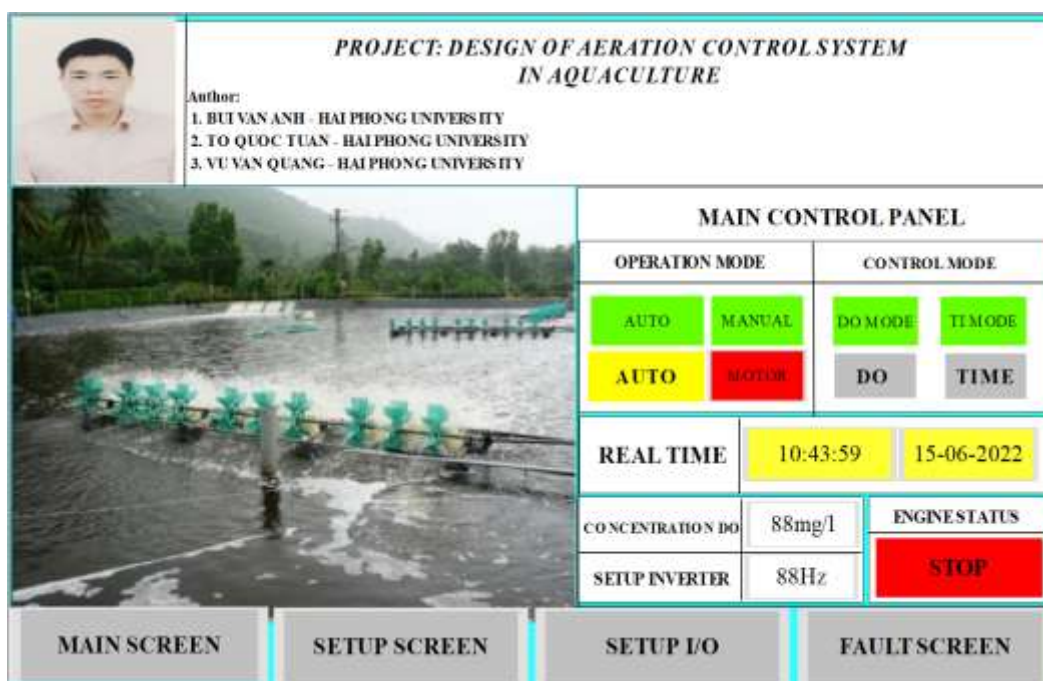 PROJECT: DESIGN OF AERATION CONTROL SYSTEM
IN AQUACULTURE
Author:
1. BUI VAN ANH - HAI PHONG UNIVERSITY
2. TO QUOC TUAN - HAI PHONG UNIVERSITY
3. VU VAN QUANG - HAI PHONG UNIVERSITY
MAIN CONTROL PANEL
OPERATION MODE
CONTROL MODE
AUTO
MANUAL
DO MODE
TI MODE
AUTO
MOTOR
DO
TIME
REAL TIME
10:43:59
15-06-2022
CONCENTRATION DO
88mg/l
ENGINE STATUS
SETUP INVERTER
88Hz
STOP
MAIN SCREEN
SETUP SCREEN
SETUP I/O
FAULT SCREEN